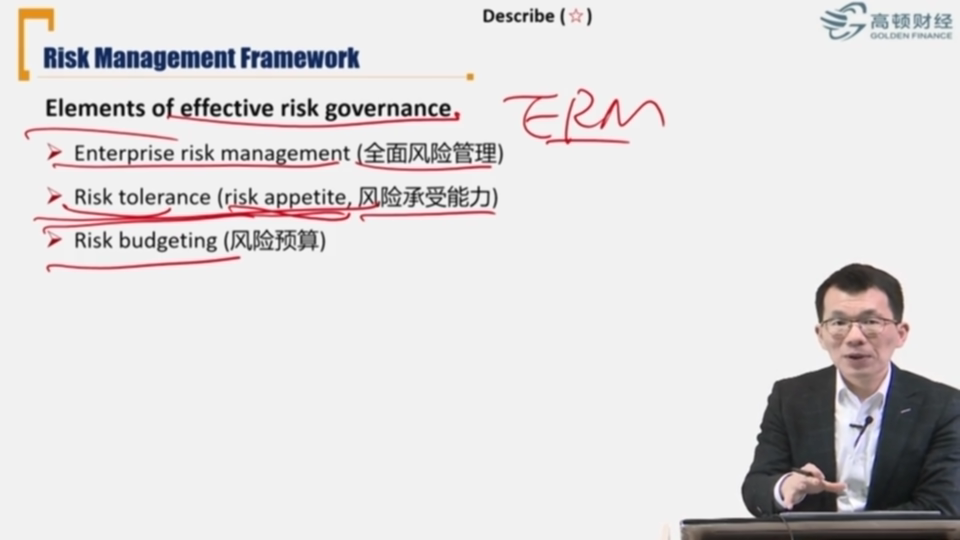 Describe (☆)
高顿财经
GOLDEN FINANCE
Risk Management Framework
Elements of effective risk governance
ERM
Enterprise risk management (全面风险管理)
Risk tolerance (risk appetite, 风险承受能力)
Risk budgeting (风险预算)